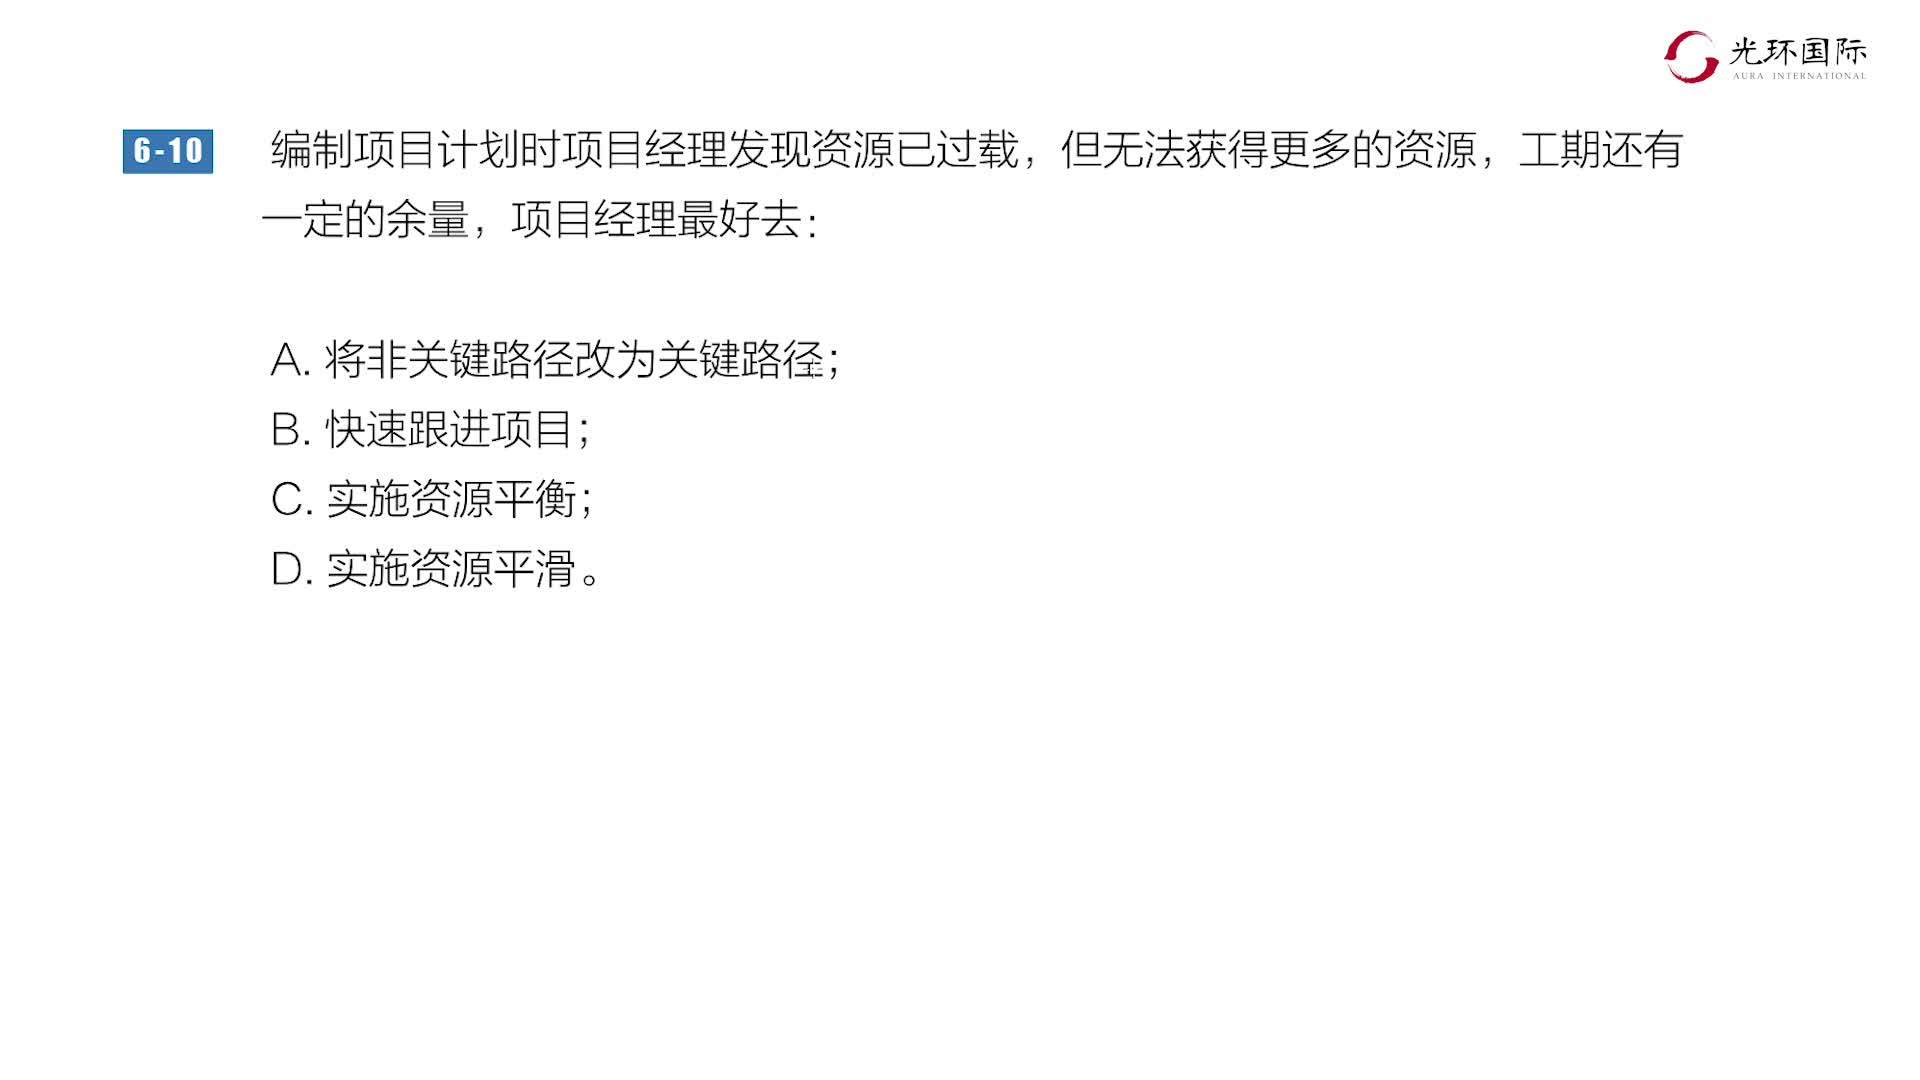 光环国际
AURA INTERNATIONAL
6-10 编制项目计划时项目经理发现资源已过载，但无法获得更多的资源，工期还有
一定的余量，项目经理最好去：
A. 将非关键路径改为关键路径；
B. 快速跟进项目；
C. 实施资源平衡；
D. 实施资源平滑。